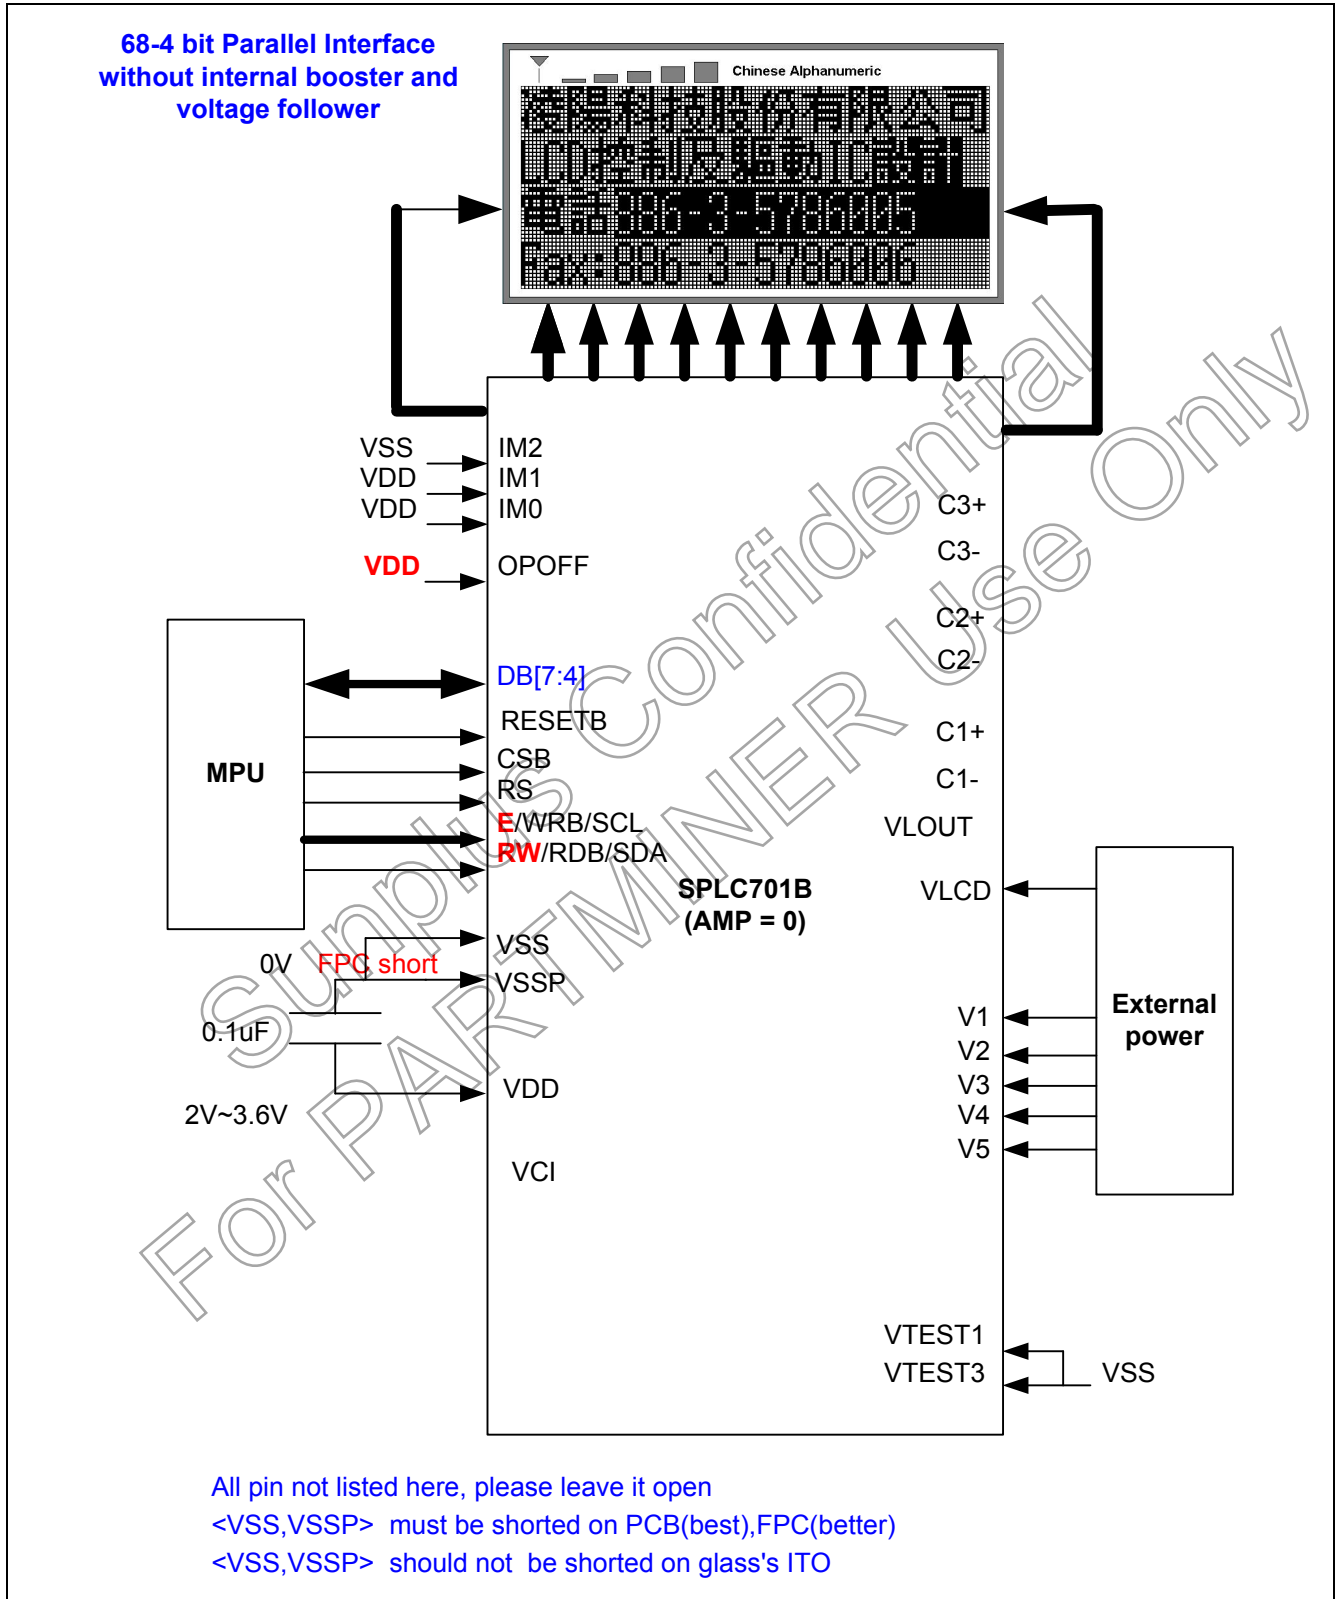 68-4 bit Parallel Interface
without internal booster and
voltage follower
Chinese Alphanumeric
凌陽科技股份有限公司
LCD控制及驅動IC設計
電話886-3-5786005
Fax:886-3-5786006
VSS
VDD
VDD
VDD
IM2
IM1
IM0
OPOFF
DB[7:4]
RESETB
CSB
RS
E/WRB/SCL
RW/RDB/SDA
MPU
VSS
VSSP
0V FPC short
0.1uF
VDD
2V~3.6V
VCI
SPLC701B
(AMP = 0)
C3+
C3-
C2+
C2-
C1+
C1-
VLOUT
VLCD
V1
V2
V3
V4
V5
External
power
VTEST1
VTEST3
VSS
Sunplus Confidential
For PARTMINER Use Only
All pin not listed here, please leave it open
<VSS,VSSP> must be shorted on PCB(best),FPC(better)
<VSS,VSSP> should not be shorted on glass's ITO